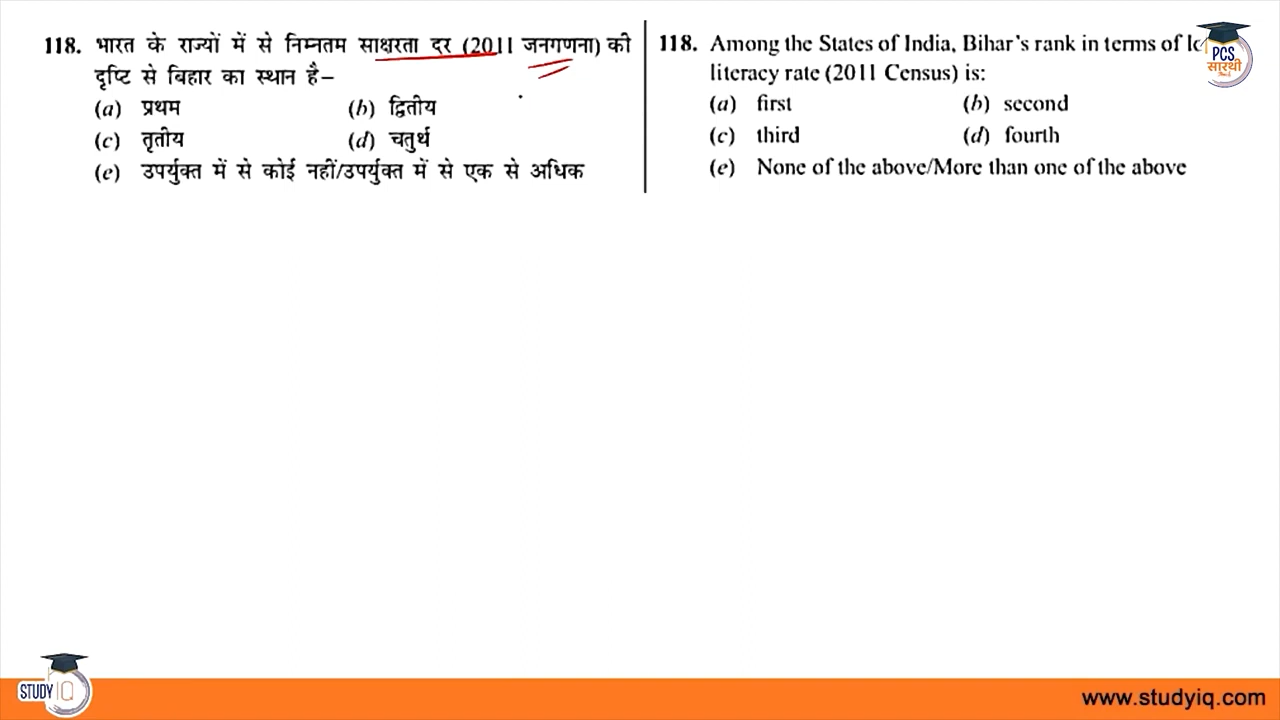 118. भारत के राज्यों में से निम्नतम साक्षरता दर (2011 जनगणना) की
दृष्टि से बिहार का स्थान है–
(a) प्रथम (b) द्वितीय
(c) तृतीय (d) चतुर्थ
(e) उपर्युक्त में से कोई नहीं/उपर्युक्त में से एक से अधिक
118. Among the States of India, Bihar's rank in terms of
literacy rate (2011 Census) is:
(a) first (b) second
(c) third (d) fourth
(e) None of the above/More than one of the above
PCS
सारथी
STUDY IQ
www.studyiq.com